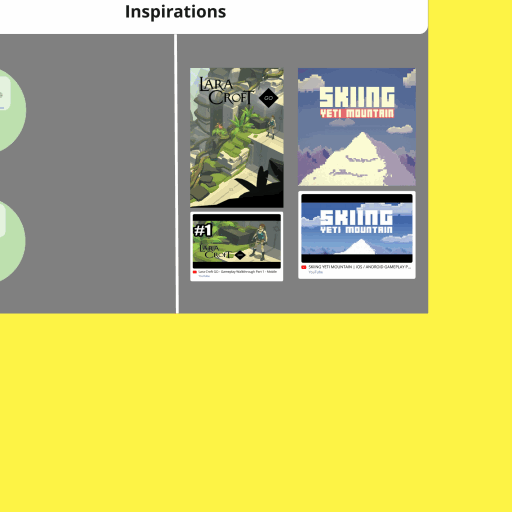 Inspirations
LARA
CROFT
GO
SKIING
YETI MOUNTAIN
#1
LARA
CROFT GO
Lara Croft GO - Gameplay Walkthrough Part 1 - Mobile
YouTube
SKIING
YETI MOUNTAIN
SKIING YETI MOUNTAIN | IOS / ANDROID GAMEPLAY P...
YouTube